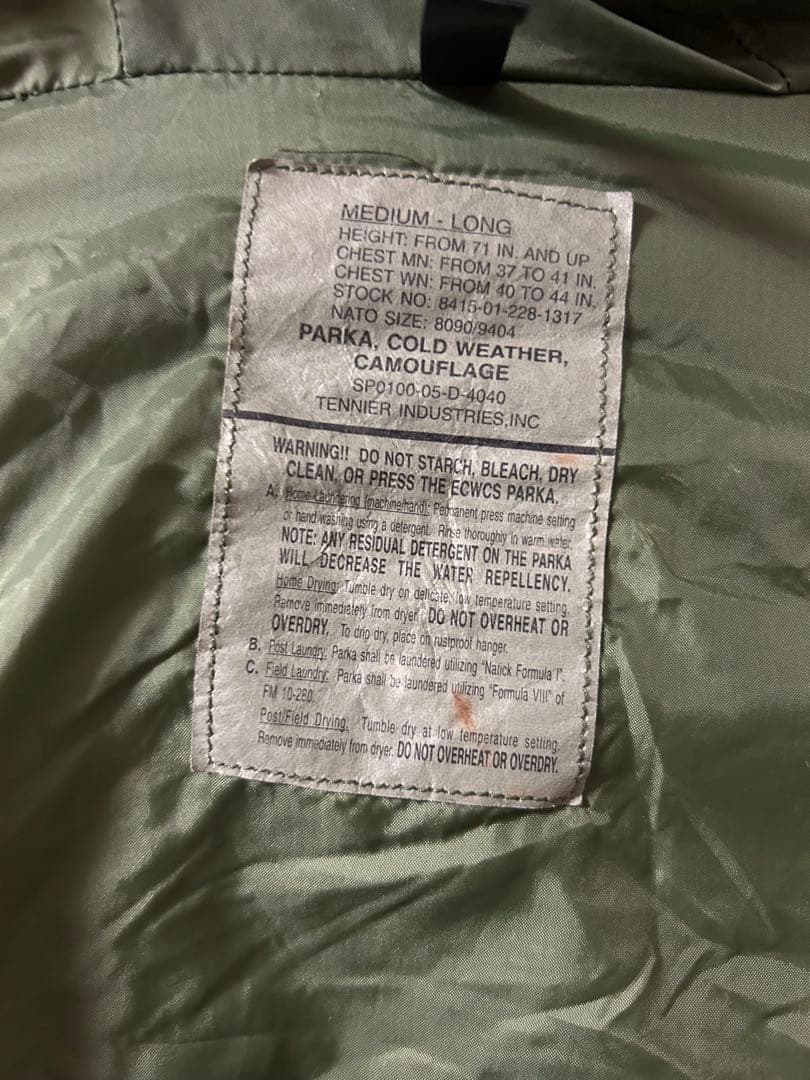 MEDIUM - LONG
HEIGHT: FROM 71 IN. AND UP
CHEST MN: FROM 37 TO 41 IN.
CHEST WN: FROM 40 TO 44 IN.
STOCK NO: 8415-01-228-1317
NATO SIZE: 8090/9404
PARKA, COLD WEATHER,
CAMOUFLAGE
SP0100-05-D-4040
TENNIER INDUSTRIES,INC
WARNING!! DO NOT STARCH, BLEACH, DRY
CLEAN, OR PRESS THE ECWCS PARKA.
A. Home Laundering (machine/hand): Permanent press machine setting
or hand washing using a detergent. Rinse thoroughly in warm water.
NOTE: ANY RESIDUAL DETERGENT ON THE PARKA
WILL DECREASE THE WATER REPELLENCY.
Home Drying: Tumble dry on delicate, low temperature setting.
Remove immediately from dryer. DO NOT OVERHEAT OR
OVERDRY. To drip dry, place on rustproof hanger.
B. Post Laundry: Parka shall be laundered utilizing "Natick Formula I".
C. Field Laundry: Parka shall be laundered utilizing "Formula VIII" of
FM 10-280.
Post/Field Drying: Tumble dry at low temperature setting.
Remove immediately from dryer. DO NOT OVERHEAT OR OVERDRY.